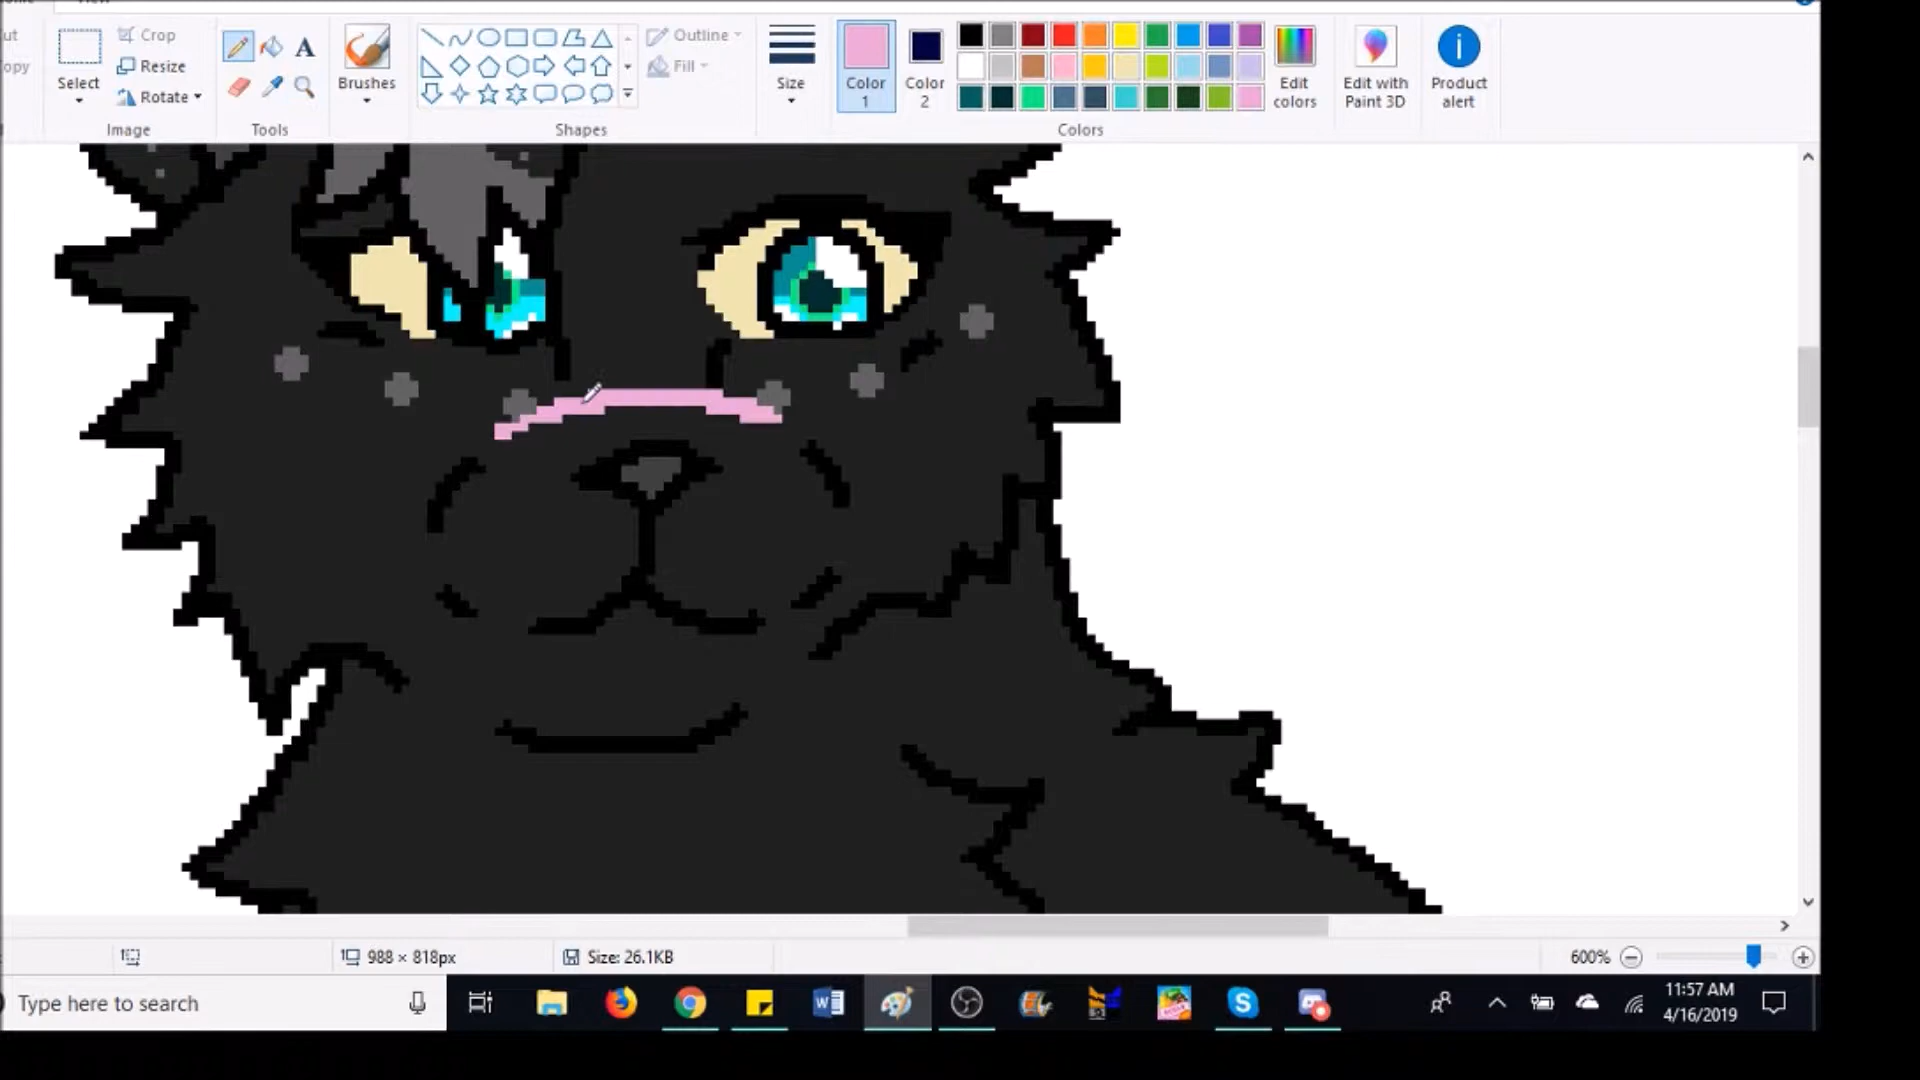 Crop
Resize
Rotate
Select
Image
A
Tools
Brushes
Shapes
Outline
Fill
Size
Color 1
Color 2
Colors
Edit colors
Edit with Paint 3D
Product alert
988 × 818px
Size: 26.1KB
600%
Type here to search
11:57 AM
4/16/2019